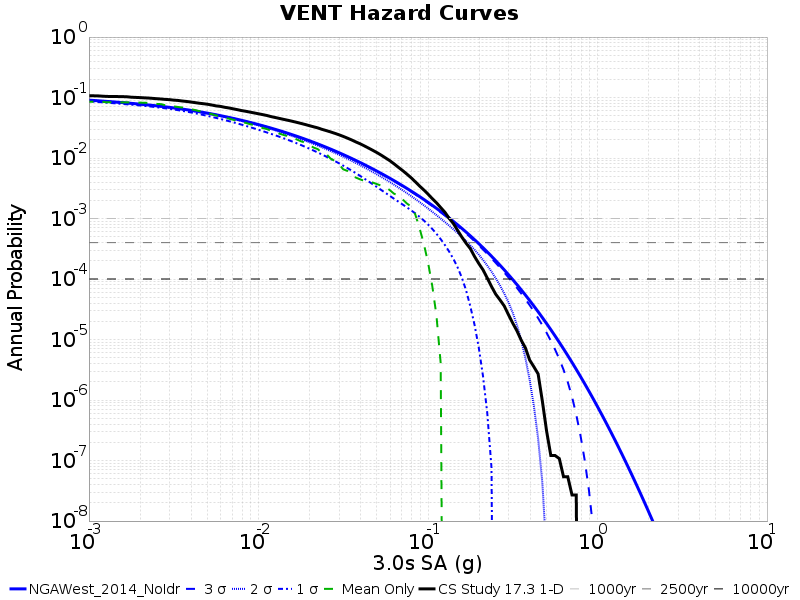 VENT Hazard Curves
10^0
10^-1
10^-2
10^-3
10^-4
10^-5
10^-6
10^-7
10^-8
Annual Probability
10^-3 10^-2 10^-1 10^0 10^1
3.0s SA (g)
NGAWest_2014_NoIdr 3 σ 2 σ 1 σ Mean Only CS Study 17.3 1-D 1000yr 2500yr 10000yr